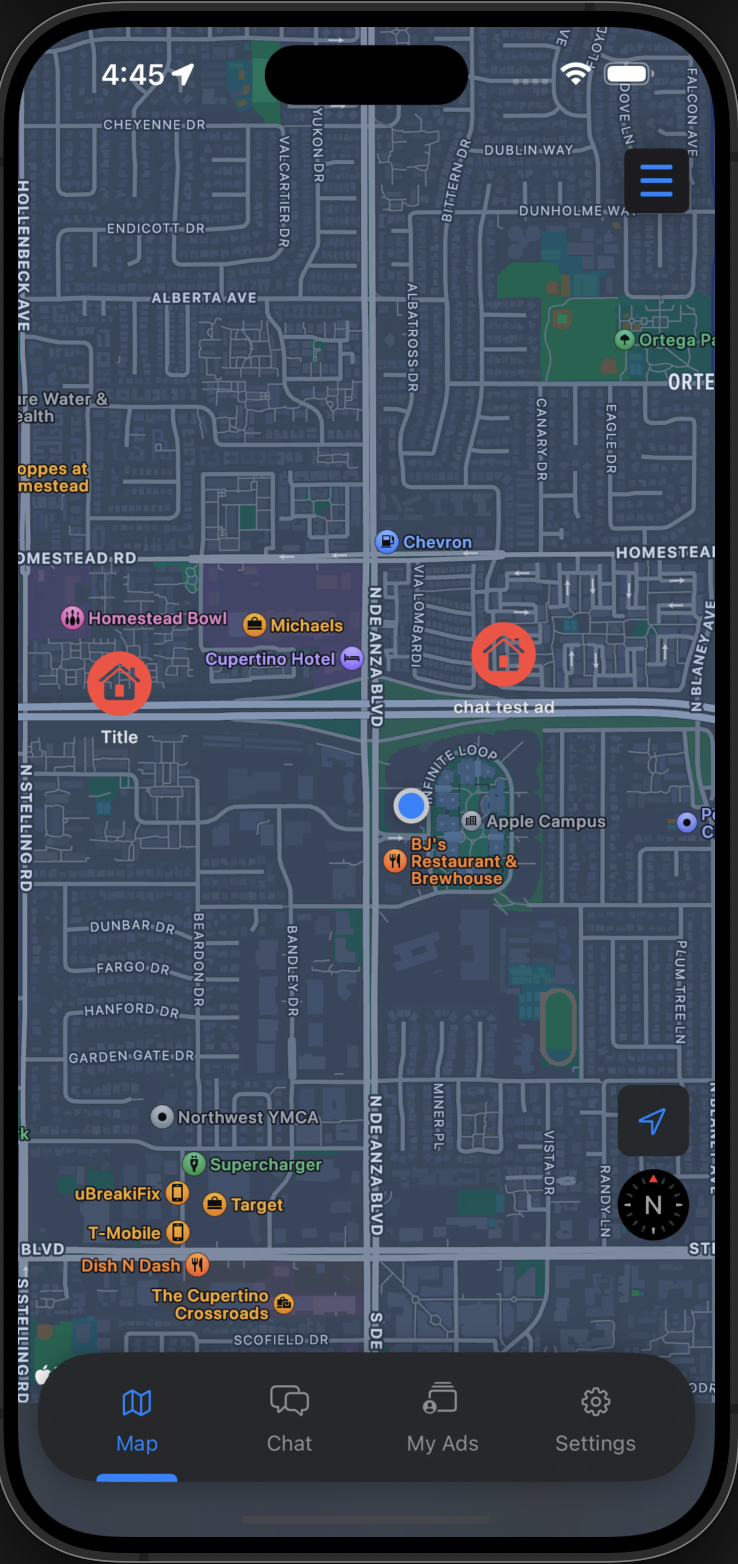 4:45
CHEYENNE DR
YUKON DR
VALCARTIER DR
BITTERN DR
DUBLIN WAY
DOVE LN
FALCON AVE
HOLLENBECK AVE
ENDICOTT DR
DUNHOLME WAY
ALBERTA AVE
ALBATROSS DR
Ortega Pa
ORTE
ure Water &
ealth
CANARY DR
EAGLE DR
oppes at
mestead
Chevron
OMESTEAD RD
HOMESTEAD
Homestead Bowl
Michaels
N DE ANZA BLVD
VIA LOMBARDI
Cupertino Hotel
N BLANEY AVE
chat test ad
Title
N STELLING RD
INFINITE LOOP
Apple Campus
BJ's
Restaurant &
Brewhouse
DUNBAR DR
BEARDON DR
BANDLEY DR
FARGO DR
PLUM TREE LN
HANFORD DR
GARDEN GATE DR
Northwest YMCA
N DE ANZA BLVD
MINER PL
VISTA DR
RANDY LN
Supercharger
uBreakiFix
Target
T-Mobile
N
BLVD
STE
Dish N Dash
The Cupertino
Crossroads
S STELLING RD
SCOFIELD DR
S DE
Map
Chat
My Ads
Settings